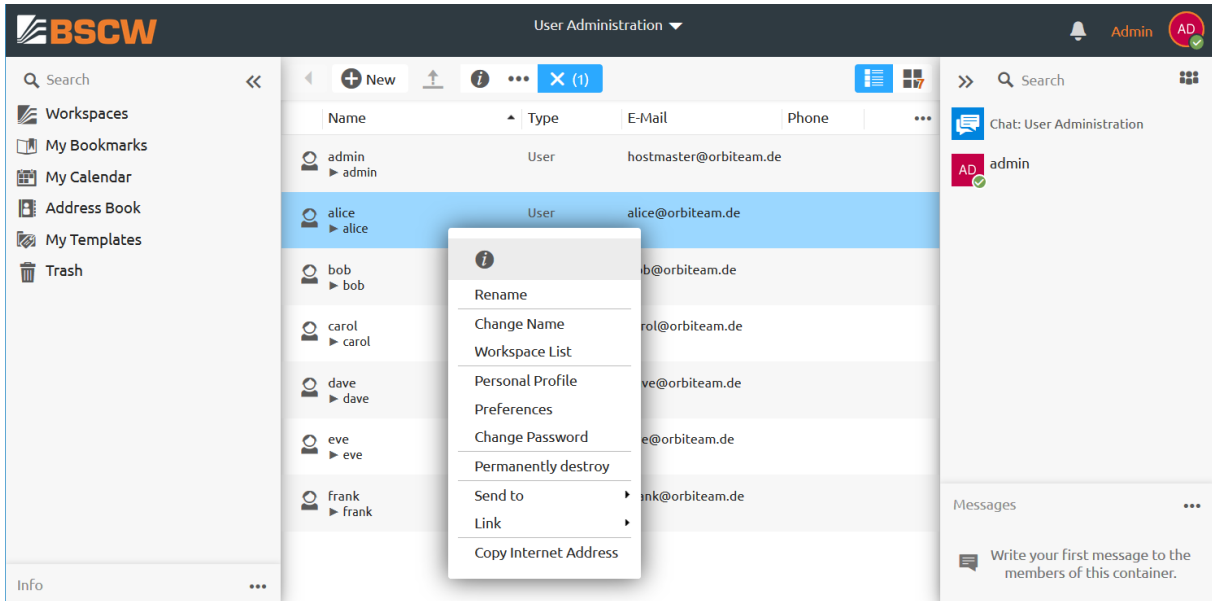 BSCW
User Administration
Admin
AD
Search
Workspaces
My Bookmarks
My Calendar
Address Book
My Templates
Trash
Info
New
(1)
7
Name Type E-Mail Phone
admin User hostmaster@orbiteam.de
admin
alice User alice@orbiteam.de
alice
bob ob@orbiteam.de
bob
carol rol@orbiteam.de
carol
dave ve@orbiteam.de
dave
eve e@orbiteam.de
eve
frank ank@orbiteam.de
frank
i
Rename
Change Name
Workspace List
Personal Profile
Preferences
Change Password
Permanently destroy
Send to
Link
Copy Internet Address
Search
Chat: User Administration
AD admin
Messages
Write your first message to the
members of this container.